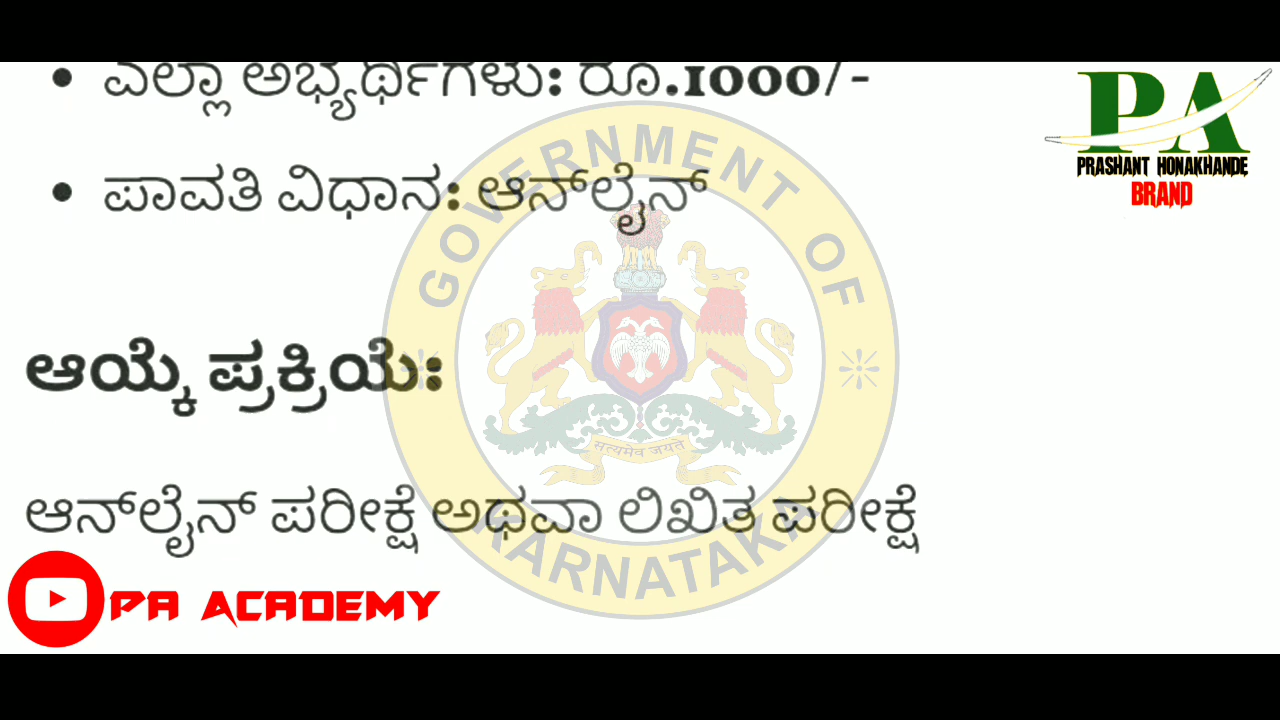 ಎಲ್ಲಾ ಅಭ್ಯರ್ಥಿಗಳು: ರೂ.1000/-
PA
PRASHANT HONAKHANDE
BRAND
ಪಾವತಿ ವಿಧಾನ: ಆನ್‌ಲೈನ್
GOVERNMENT OF
ಆಯ್ಕೆ ಪ್ರಕ್ರಿಯೆ:
सत्यमेव जयते
ಆನ್‌ಲೈನ್ ಪರೀಕ್ಷೆ ಅಥವಾ ಲಿಖಿತ ಪರೀಕ್ಷೆ
KARNATAKA
PA ACADEMY